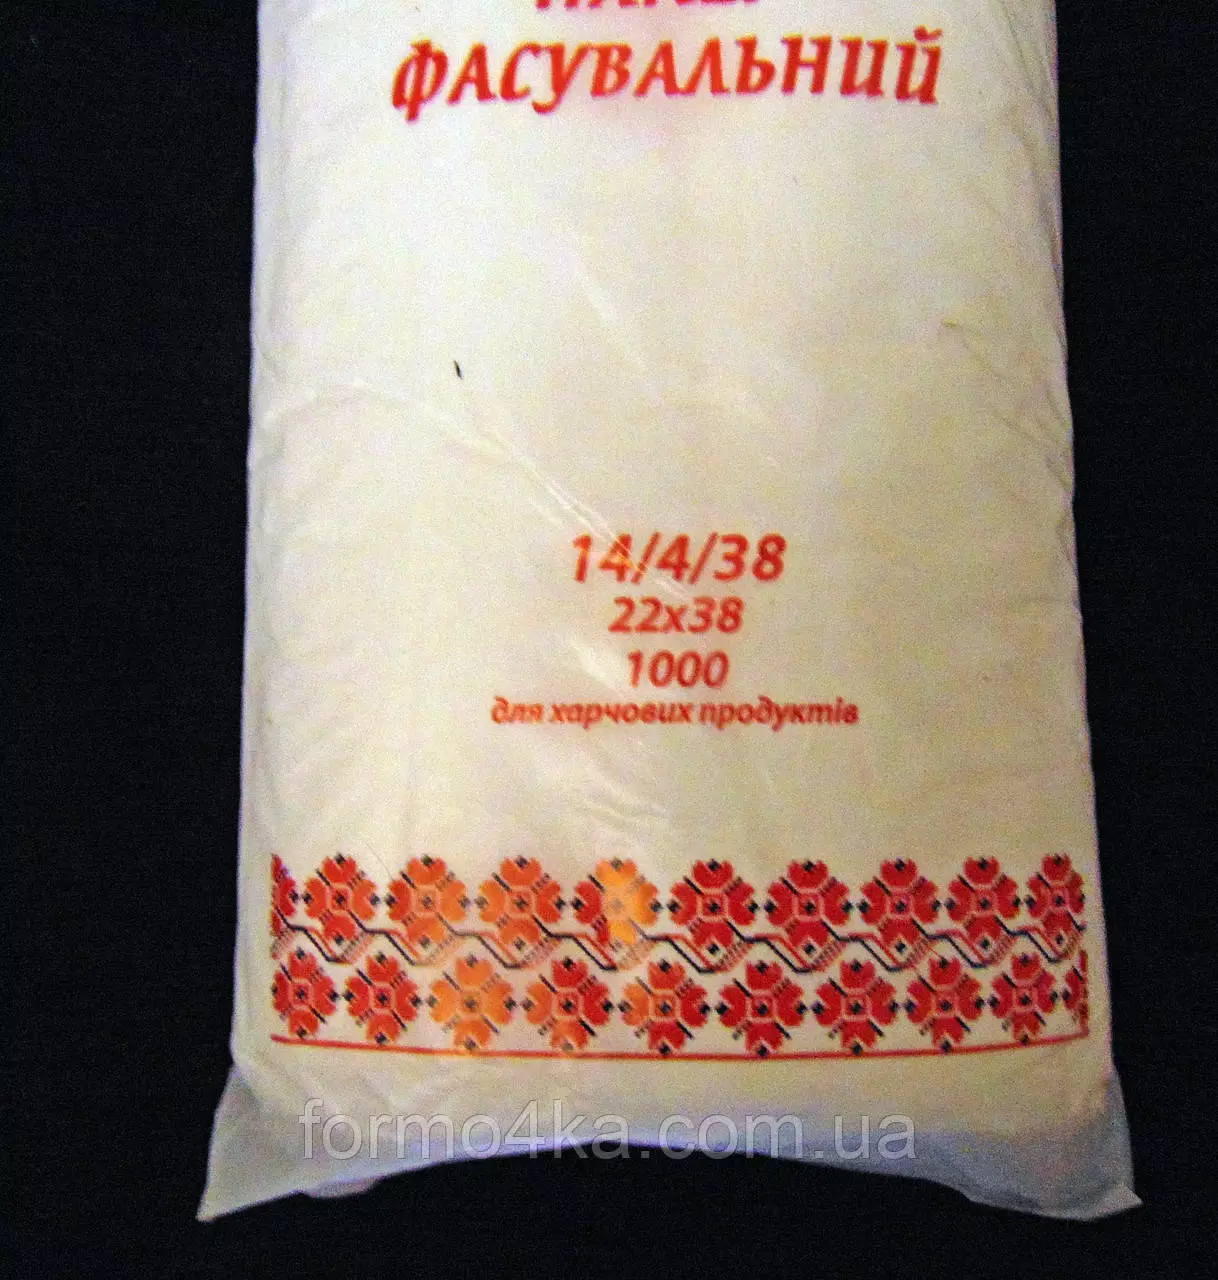 ФАСУВАЛЬНИЙ
14/4/38
22х38
1000
для харчових продуктів
formo4ka.com.ua